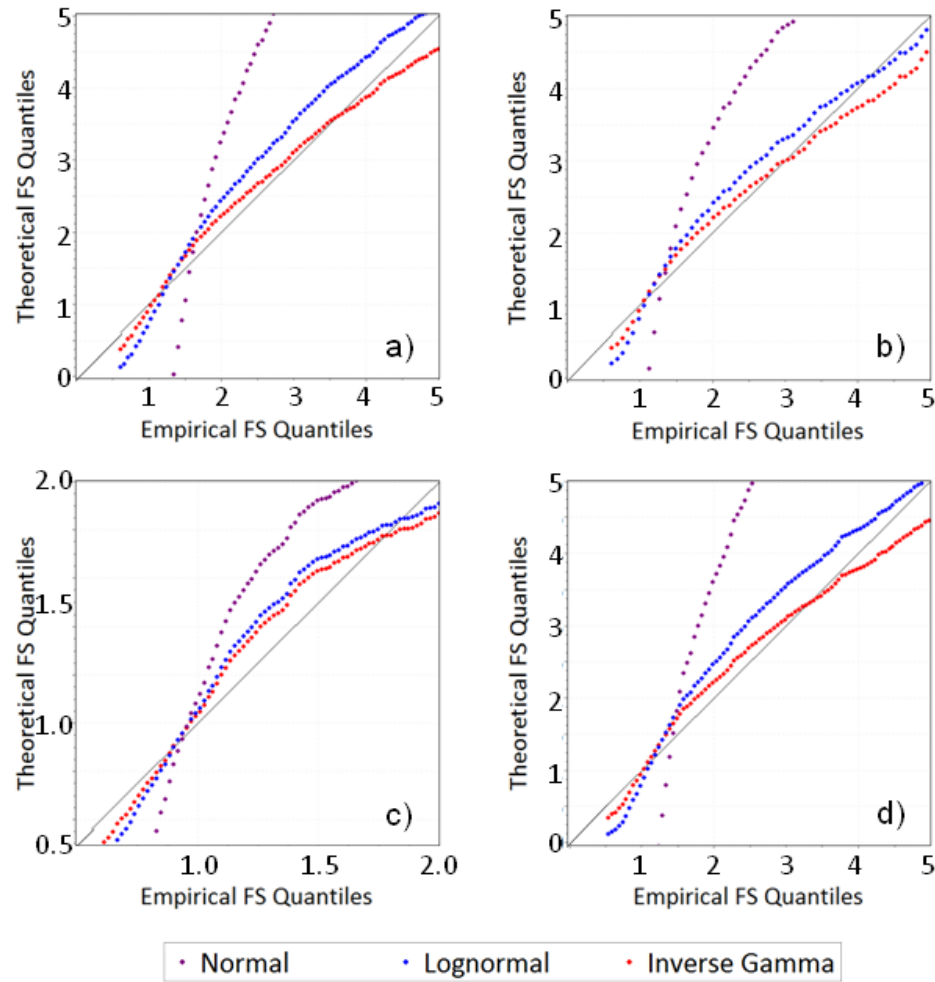 5
4
3
2
1
0
Theoretical FS Quantiles
a)
1 2 3 4 5
Empirical FS Quantiles
5
4
3
2
1
0
Theoretical FS Quantiles
b)
1 2 3 4 5
Empirical FS Quantiles
2.0
1.5
1.0
0.5
Theoretical FS Quantiles
c)
1.0 1.5 2.0
Empirical FS Quantiles
5
4
3
2
1
0
Theoretical FS Quantiles
d)
1 2 3 4 5
Empirical FS Quantiles
Normal Lognormal Inverse Gamma